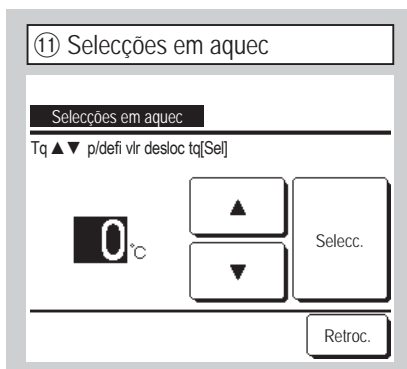 ⑪ Selecções em aquec
Selecções em aquec
Tq ▲▼ p/defi vlr desloc tq[Sel]
▲
0°C
Selecc.
▼
Retroc.